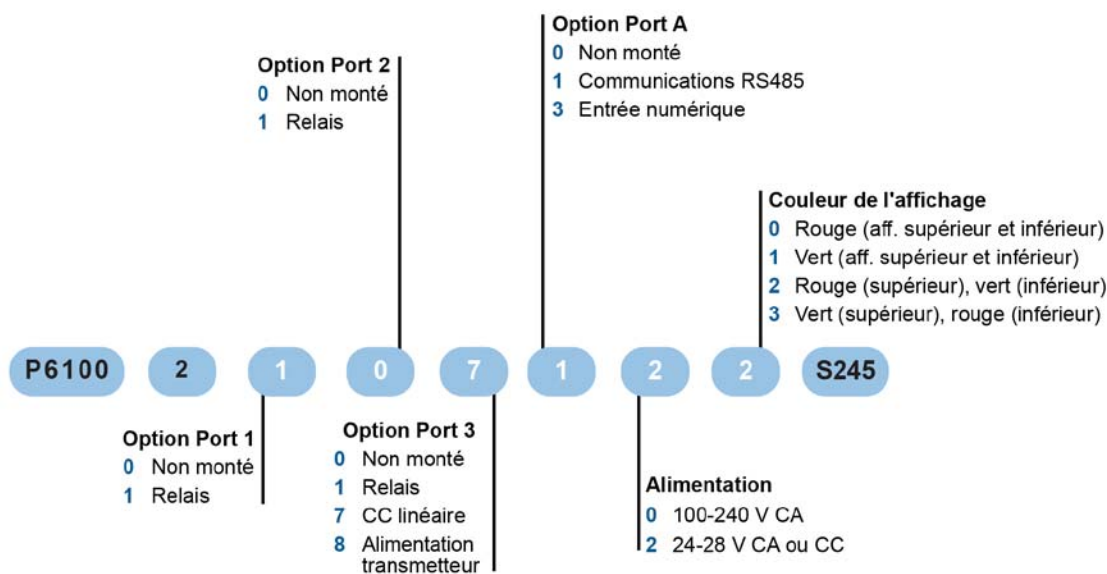 Option Port A
0 Non monté
1 Communications RS485
3 Entrée numérique
Option Port 2
0 Non monté
1 Relais
Couleur de l'affichage
0 Rouge (aff. supérieur et inférieur)
1 Vert (aff. supérieur et inférieur)
2 Rouge (supérieur), vert (inférieur)
3 Vert (supérieur), rouge (inférieur)
P6100 2 1 0 7 1 2 2 S245
Option Port 1
0 Non monté
1 Relais
Option Port 3
0 Non monté
1 Relais
7 CC linéaire
8 Alimentation
transmetteur
Alimentation
0 100-240 V CA
2 24-28 V CA ou CC